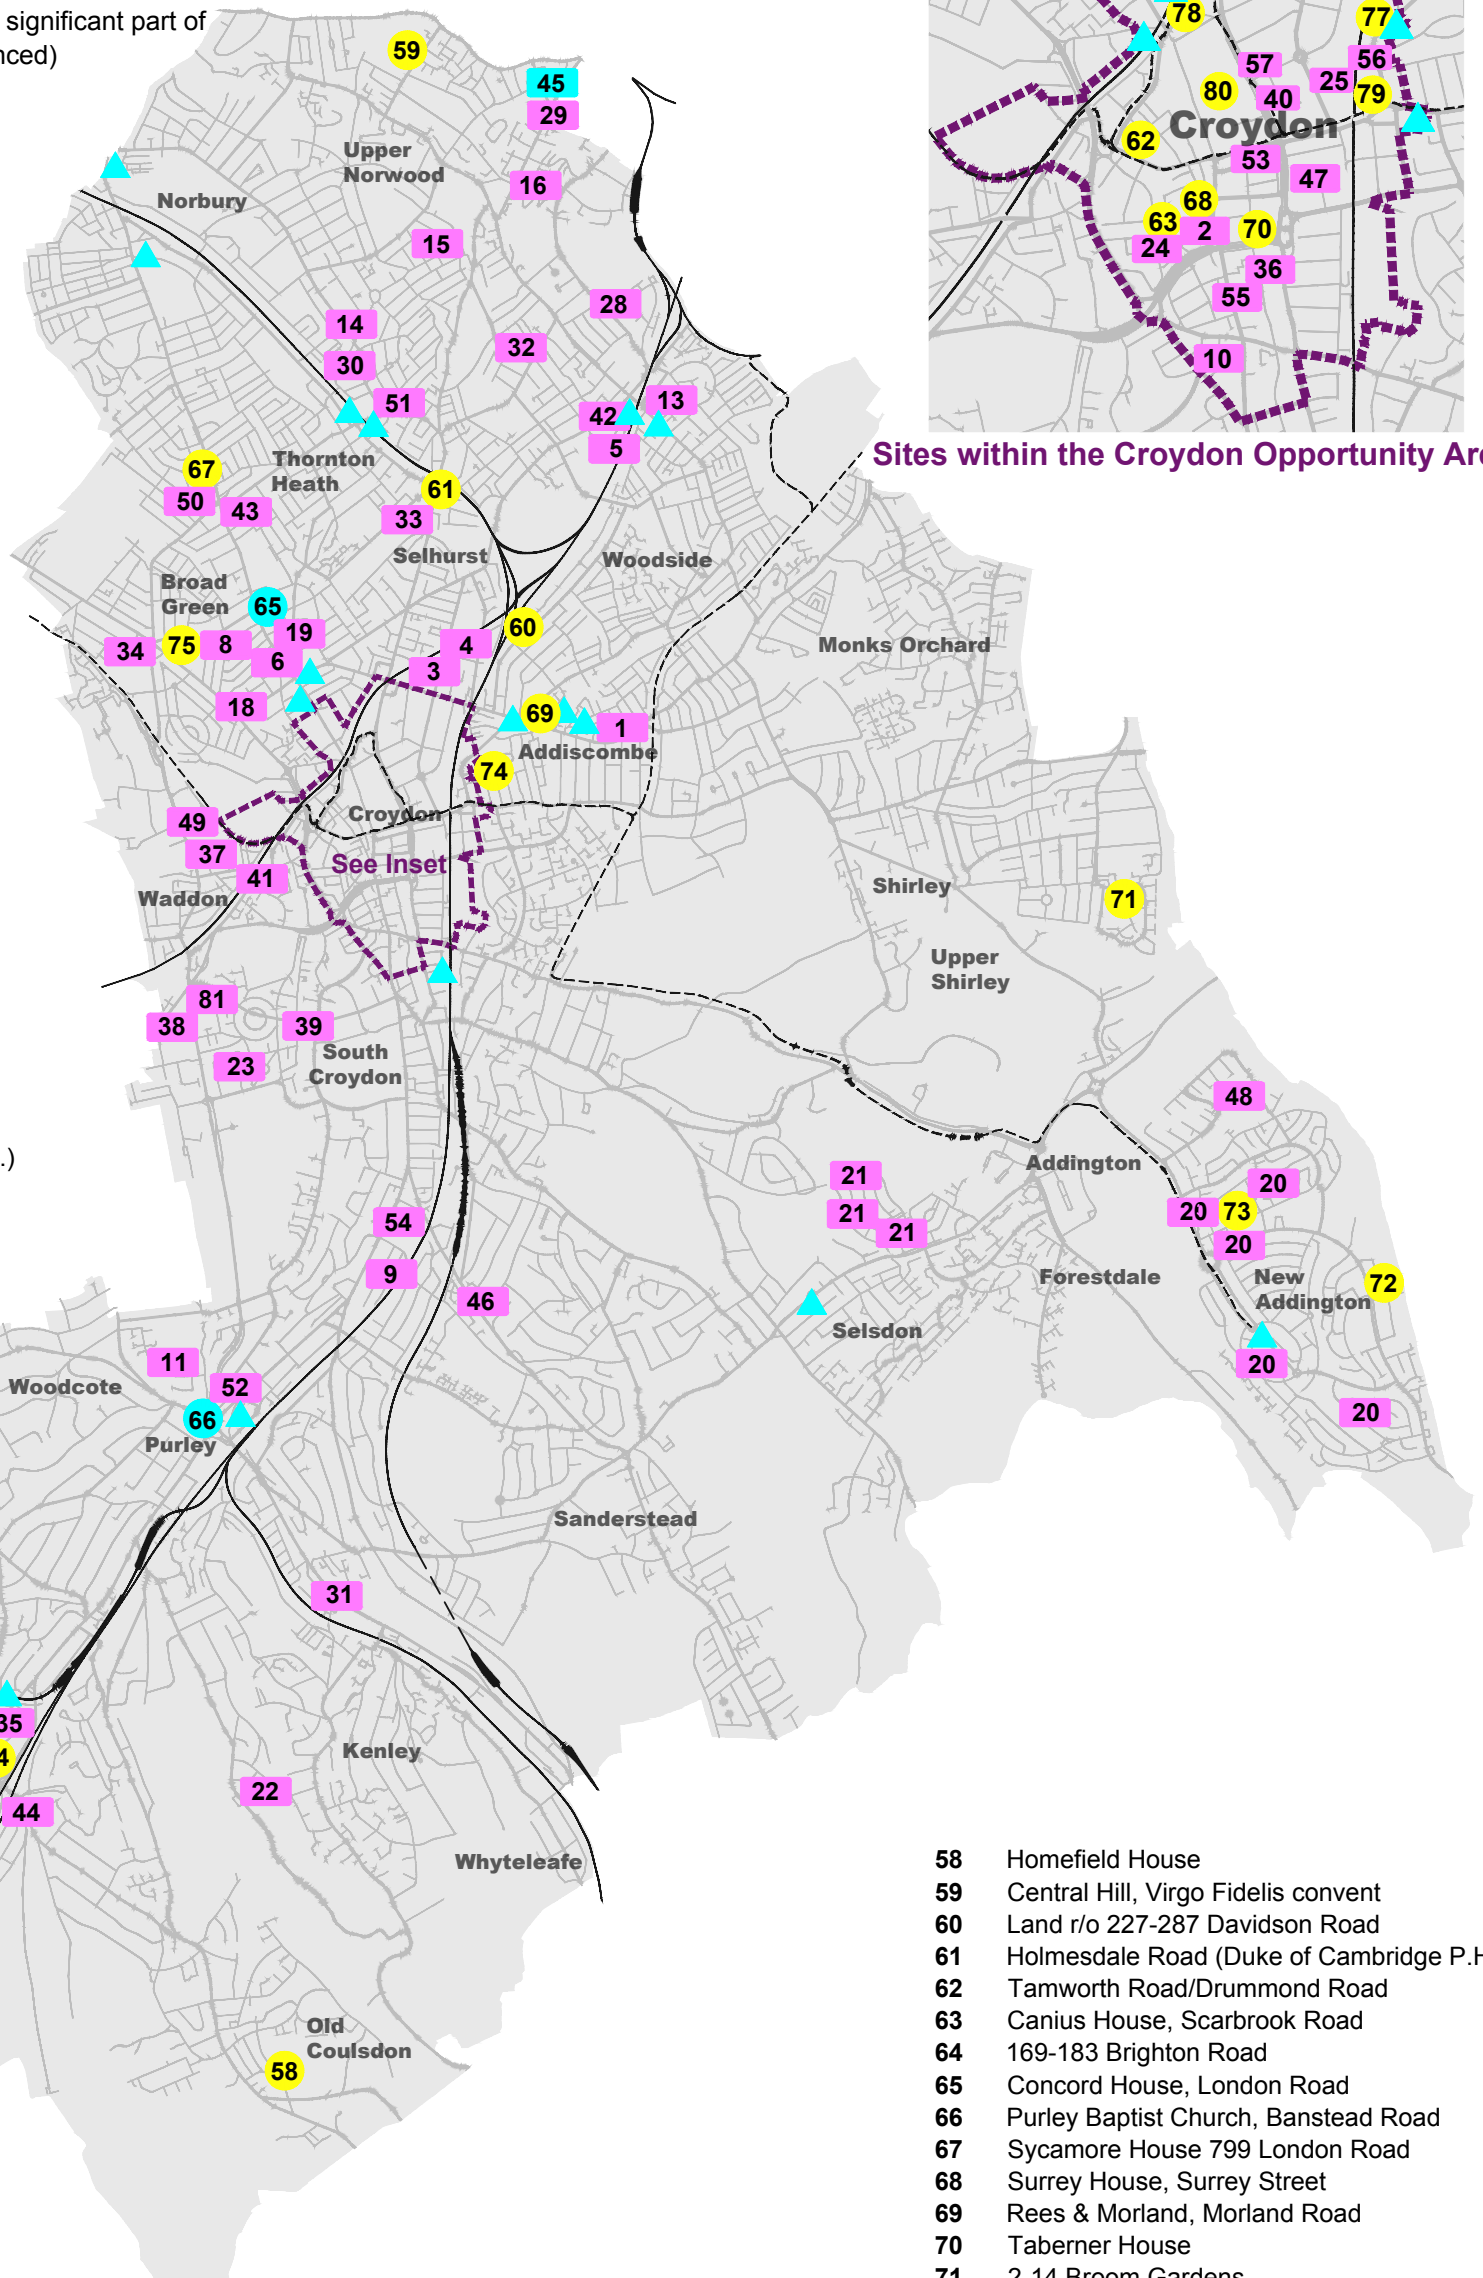 significant part of
nced)
59
45
29
Upper
Norwood
16
Norbury
15
28
14
32
30
51
13
42
5
Thornton
Heath
67
61
50
43
33
Selhurst
Woodside
Broad
Green
65
60
19
34
75
8
4
6
3
Monks Orchard
18
69
1
Addiscombe
74
Croydon
49
See Inset
37
41
Waddon
Shirley
71
Upper
Shirley
81
38
39
South
Croydon
23
48
.)
Addington
21
20
21
20
73
21
20
54
9
46
Forestdale
New
Addington
72
Selsdon
11
20
Woodcote
52
66
20
Purley
Sanderstead
31
35
4
Kenley
22
44
Whyteleafe
Old
Coulsdon
58
78
77
57
56
25
80
40
79
Croydon
62
53
47
68
63
2
70
24
36
55
10
Sites within the Croydon Opportunity Are
58 Homefield House
59 Central Hill, Virgo Fidelis convent
60 Land r/o 227-287 Davidson Road
61 Holmesdale Road (Duke of Cambridge P.H
62 Tamworth Road/Drummond Road
63 Canius House, Scarbrook Road
64 169-183 Brighton Road
65 Concord House, London Road
66 Purley Baptist Church, Banstead Road
67 Sycamore House 799 London Road
68 Surrey House, Surrey Street
69 Rees & Morland, Morland Road
70 Taberner House
71 2-14 Broom Gardens